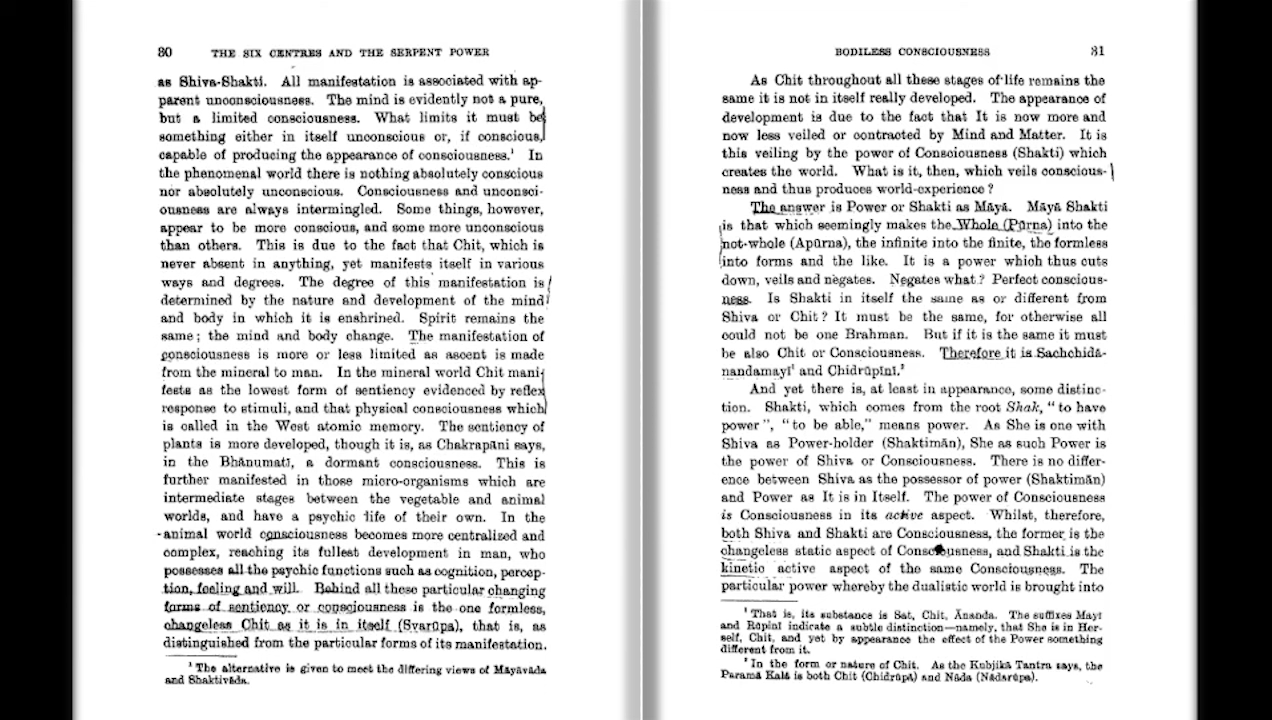 80 THE SIX CENTRES AND THE SERPENT POWER
as Shiva-Shakti. All manifestation is associated with ap-
parent unconsciousness. The mind is evidently not a pure,
but a limited consciousness. What limits it must be
something either in itself unconscious or, if conscious,
capable of producing the appearance of consciousness.¹ In
the phenomenal world there is nothing absolutely conscious
nor absolutely unconscious. Consciousness and unconsci-
ousness are always intermingled. Some things, however,
appear to be more conscious, and some more unconscious
than others. This is due to the fact that Chit, which is
never absent in anything, yet manifests itself in various
ways and degrees. The degree of this manifestation is
determined by the nature and development of the mind
and body in which it is enshrined. Spirit remains the
same; the mind and body change. The manifestation of
consciousness is more or less limited as ascent is made
from the mineral to man. In the mineral world Chit mani-
fests as the lowest form of sentiency evidenced by reflex
response to stimuli, and that physical consciousness which
is called in the West atomic memory. The sentiency of
plants is more developed, though it is, as Chakrapāni says,
in the Bhānumatī, a dormant consciousness. This is
further manifested in those micro-organisms which are
intermediate stages between the vegetable and animal
worlds, and have a psychic life of their own. In the
animal world consciousness becomes more centralized and
complex, reaching its fullest development in man, who
possesses all the psychic functions such as cognition, percep-
tion, feeling and will. Behind all these particular changing
forms of sentiency or consciousness is the one formless,
changeless Chit as it is in itself (Svarūpa), that is, as
distinguished from the particular forms of its manifestation.
¹ The alternative is given to meet the differing views of Māyāvāda
and Shaktivāda.
BODILESS CONSCIOUSNESS 31
As Chit throughout all these stages of life remains the
same it is not in itself really developed. The appearance of
development is due to the fact that It is now more and
now less veiled or contracted by Mind and Matter. It is
this veiling by the power of Consciousness (Shakti) which
creates the world. What is it, then, which veils conscious-
ness and thus produces world-experience?
The answer is Power or Shakti as Māyā. Māyā Shakti
is that which seemingly makes the Whole (Pūrna) into the
not-whole (Apūrna), the infinite into the finite, the formless
into forms and the like. It is a power which thus cuts
down, veils and negates. Negates what? Perfect conscious-
ness. Is Shakti in itself the same as or different from
Shiva or Chit? It must be the same, for otherwise all
could not be one Brahman. But if it is the same it must
be also Chit or Consciousness. Therefore it is Sachchidā-
nandamayī¹ and Chidrūpinī.²
And yet there is, at least in appearance, some distinc-
tion. Shakti, which comes from the root Shak, "to have
power", "to be able," means power. As She is one with
Shiva as Power-holder (Shaktimān), She as such Power is
the power of Shiva or Consciousness. There is no differ-
ence between Shiva as the possessor of power (Shaktimān)
and Power as It is in Itself. The power of Consciousness
is Consciousness in its active aspect. Whilst, therefore,
both Shiva and Shakti are Consciousness, the former is the
changeless static aspect of Consciousness, and Shakti is the
kinetic active aspect of the same Consciousness. The
particular power whereby the dualistic world is brought into
¹ That is, its substance is Sat, Chit, Ānanda. The suffixes Mayī
and Rūpinī indicate a subtle distinction—namely, that She is in Her-
self, Chit, and yet by appearance the effect of the Power something
different from it.
² In the form or nature of Chit. As the Kubjikā Tantra says, the
Paramā Kalā is both Chit (Chidrūpā) and Nāda (Nādarūpa).